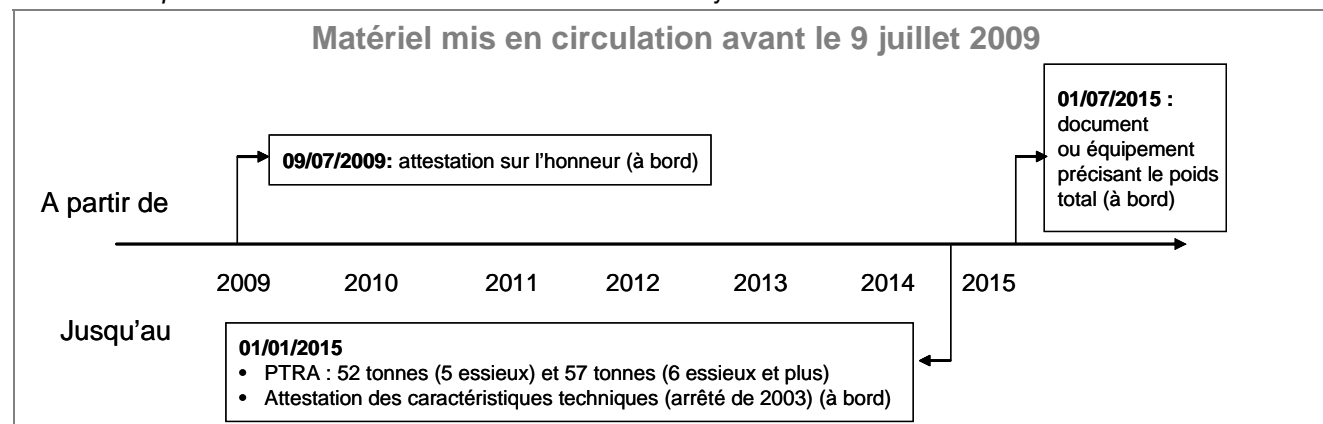 Matériel mis en circulation avant le 9 juillet 2009
01/07/2015 :
document
ou équipement
précisant le poids
total (à bord)
09/07/2009: attestation sur l'honneur (à bord)
A partir de
2009 2010 2011 2012 2013 2014 2015
Jusqu'au
01/01/2015
• PTRA : 52 tonnes (5 essieux) et 57 tonnes (6 essieux et plus)
• Attestation des caractéristiques techniques (arrêté de 2003) (à bord)